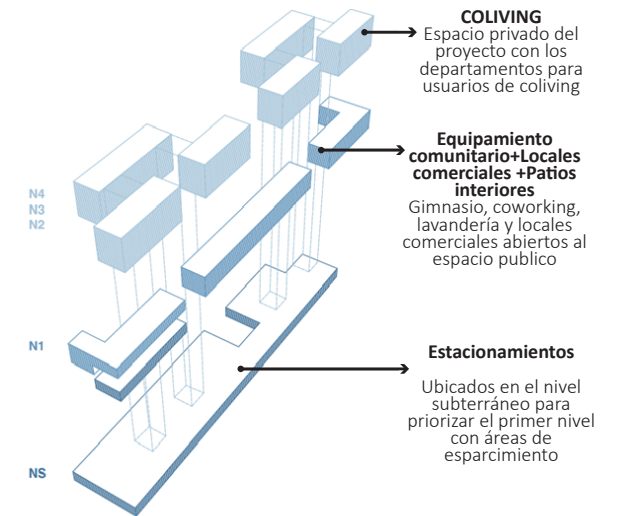 COLIVING
Espacio privado del
proyecto con los
departamentos para
usuarios de coliving
Equipamiento
comunitario+Locales
comerciales +Patios
interiores
Gimnasio, coworking,
lavandería y locales
comerciales abiertos al
espacio publico
N4
N3
N2
N1
Estacionamientos
Ubicados en el nivel
subterráneo para
priorizar el primer nivel
con áreas de
esparcimiento
NS